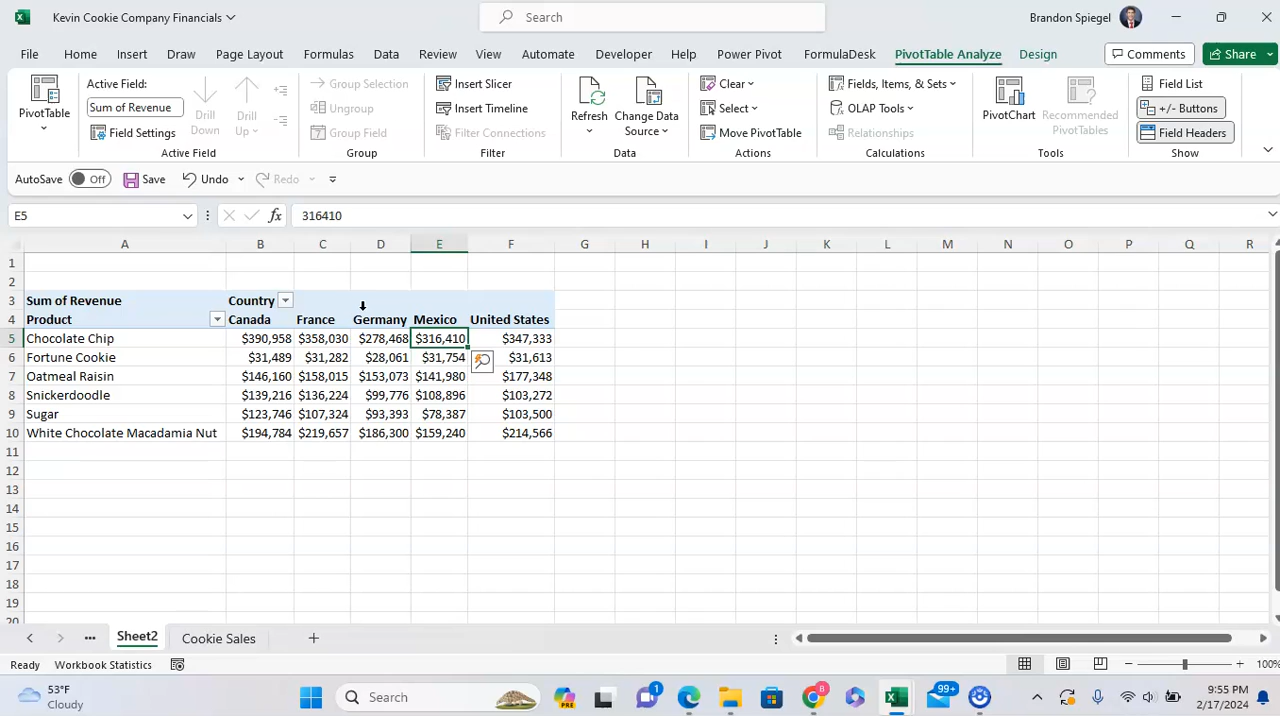 Kevin Cookie Company Financials
Search
Brandon Spiegel
File Home Insert Draw Page Layout Formulas Data Review View Automate Developer Help Power Pivot FormulaDesk PivotTable Analyze Design Comments Share
PivotTable
Active Field:
Sum of Revenue
Field Settings
Drill Down
Drill Up
Active Field
Group Selection
Ungroup
Group Field
Group
Insert Slicer
Insert Timeline
Filter Connections
Filter
Refresh
Change Data Source
Data
Clear
Select
Move PivotTable
Actions
Fields, Items, & Sets
OLAP Tools
Relationships
Calculations
PivotChart
Recommended PivotTables
Tools
Field List
+/- Buttons
Field Headers
Show
AutoSave Off Save Undo Redo
E5 fx 316410
A B C D E F G H I J K L M N O P Q R
1
2
3 Sum of Revenue Country
4 Product Canada France Germany Mexico United States
5 Chocolate Chip $390,958 $358,030 $278,468 $316,410 $347,333
6 Fortune Cookie $31,489 $31,282 $28,061 $31,754 $31,613
7 Oatmeal Raisin $146,160 $158,015 $153,073 $141,980 $177,348
8 Snickerdoodle $139,216 $136,224 $99,776 $108,896 $103,272
9 Sugar $123,746 $107,324 $93,393 $78,387 $103,500
10 White Chocolate Macadamia Nut $194,784 $219,657 $186,300 $159,240 $214,566
11
12
13
14
15
16
17
18
19
20
Sheet2 Cookie Sales
Ready Workbook Statistics 100%
53°F
Cloudy
Search
PRE
1
8
99+
9:55 PM
2/17/2024